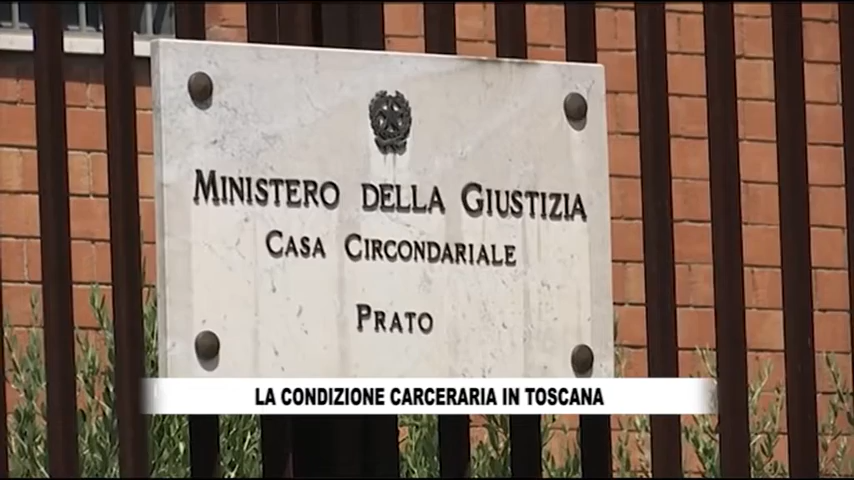 MINISTERO DELLA GIUSTIZIA
CASA CIRCONDARIALE
PRATO
LA CONDIZIONE CARCERARIA IN TOSCANA